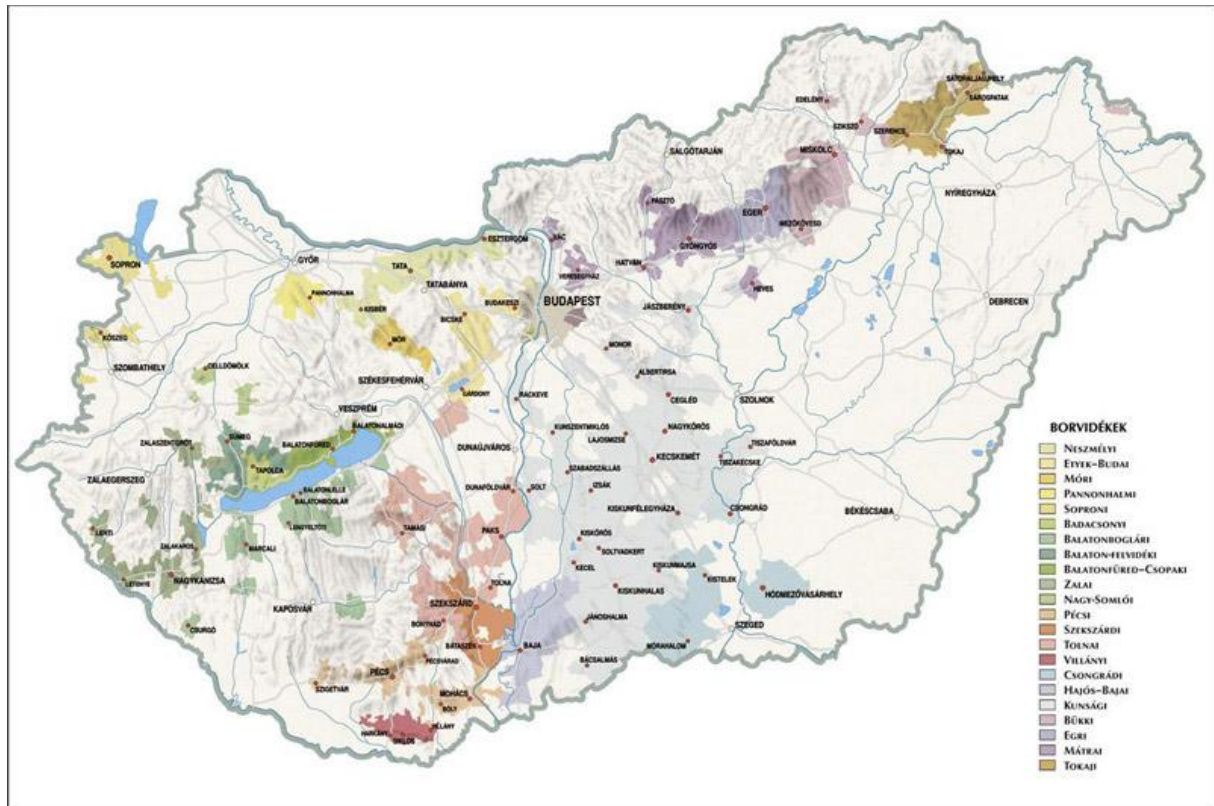 SÁTORALJAÚJHELY
SÁROSPATAK
EDELÉNY
SZIKSZÓ
SZERENCS
TOKAJ
MISKOLC
SALGÓTARJÁN
NYÍREGYHÁZA
PÁSZTÓ
EGER
MEZŐKÖVESD
GYÖNGYÖS
HATVAN
VÁC
VERESEGYHÁZ
HEVES
ESZTERGOM
SOPRON
GYŐR
TATA
TATABÁNYA
PANNONHALMA
KISBÉR
BUDAKESZI
BUDAPEST
BICSKE
JÁSZBERÉNY
DEBRECEN
KŐSZEG
MÓR
MONOR
SZOMBATHELY
CELLDÖMÖLK
SZÉKESFEHÉRVÁR
GÁRDONY
ALBERTIRSA
CEGLÉD
RÁCKEVE
SZOLNOK
VESZPRÉM
BALATONALMÁDI
ZALASZENTGRÓT
SÜMEG
BALATONFÜRED
KUNSZENTMIKLÓS
LAJOSMIZSE
NAGYKŐRÖS
TISZAFÖLDVÁR
DUNAÚJVÁROS
TAPOLCA
KECSKEMÉT
TISZAKÉCSKE
ZALAEGERSZEG
SZABADSZÁLLÁS
BALATONLELLE
BALATONBOGLÁR
DUNAFÖLDVÁR
SOLT
IZSÁK
LENTI
LENGYELTÓTI
TAMÁSI
PAKS
KISKUNFÉLEGYHÁZA
CSONGRÁD
BÉKÉSCSABA
ZALAKAROS
MARCALI
KISKŐRÖS
SOLTVADKERT
LETENYE
NAGYKANIZSA
KECEL
KISKUNMAJSA
KISTELEK
TOLNA
KISKUNHALAS
HÓDMEZŐVÁSÁRHELY
KAPOSVÁR
SZEKSZÁRD
BONYHÁD
JÁNOSHALMA
CSURGÓ
SZEGED
BÁTASZÉK
BAJA
MÓRAHALOM
PÉCSVÁRAD
BÁCSALMÁS
PÉCS
SZIGETVÁR
MOHÁCS
BÓLY
VILLÁNY
HARKÁNY
SIKLÓS
BORVIDÉKEK
NESZMÉLYI
ETYEK–BUDAI
MÓRI
PANNONHALMI
SOPRONI
BADACSONYI
BALATONBOGLÁRI
BALATON-FELVIDÉKI
BALATONFÜRED–CSOPAKI
ZALAI
NAGY-SOMLÓI
PÉCSI
SZEKSZÁRDI
TOLNAI
VILLÁNYI
CSONGRÁDI
HAJÓS–BAJAI
KUNSÁGI
BÜKKI
EGRI
MÁTRAI
TOKAJI